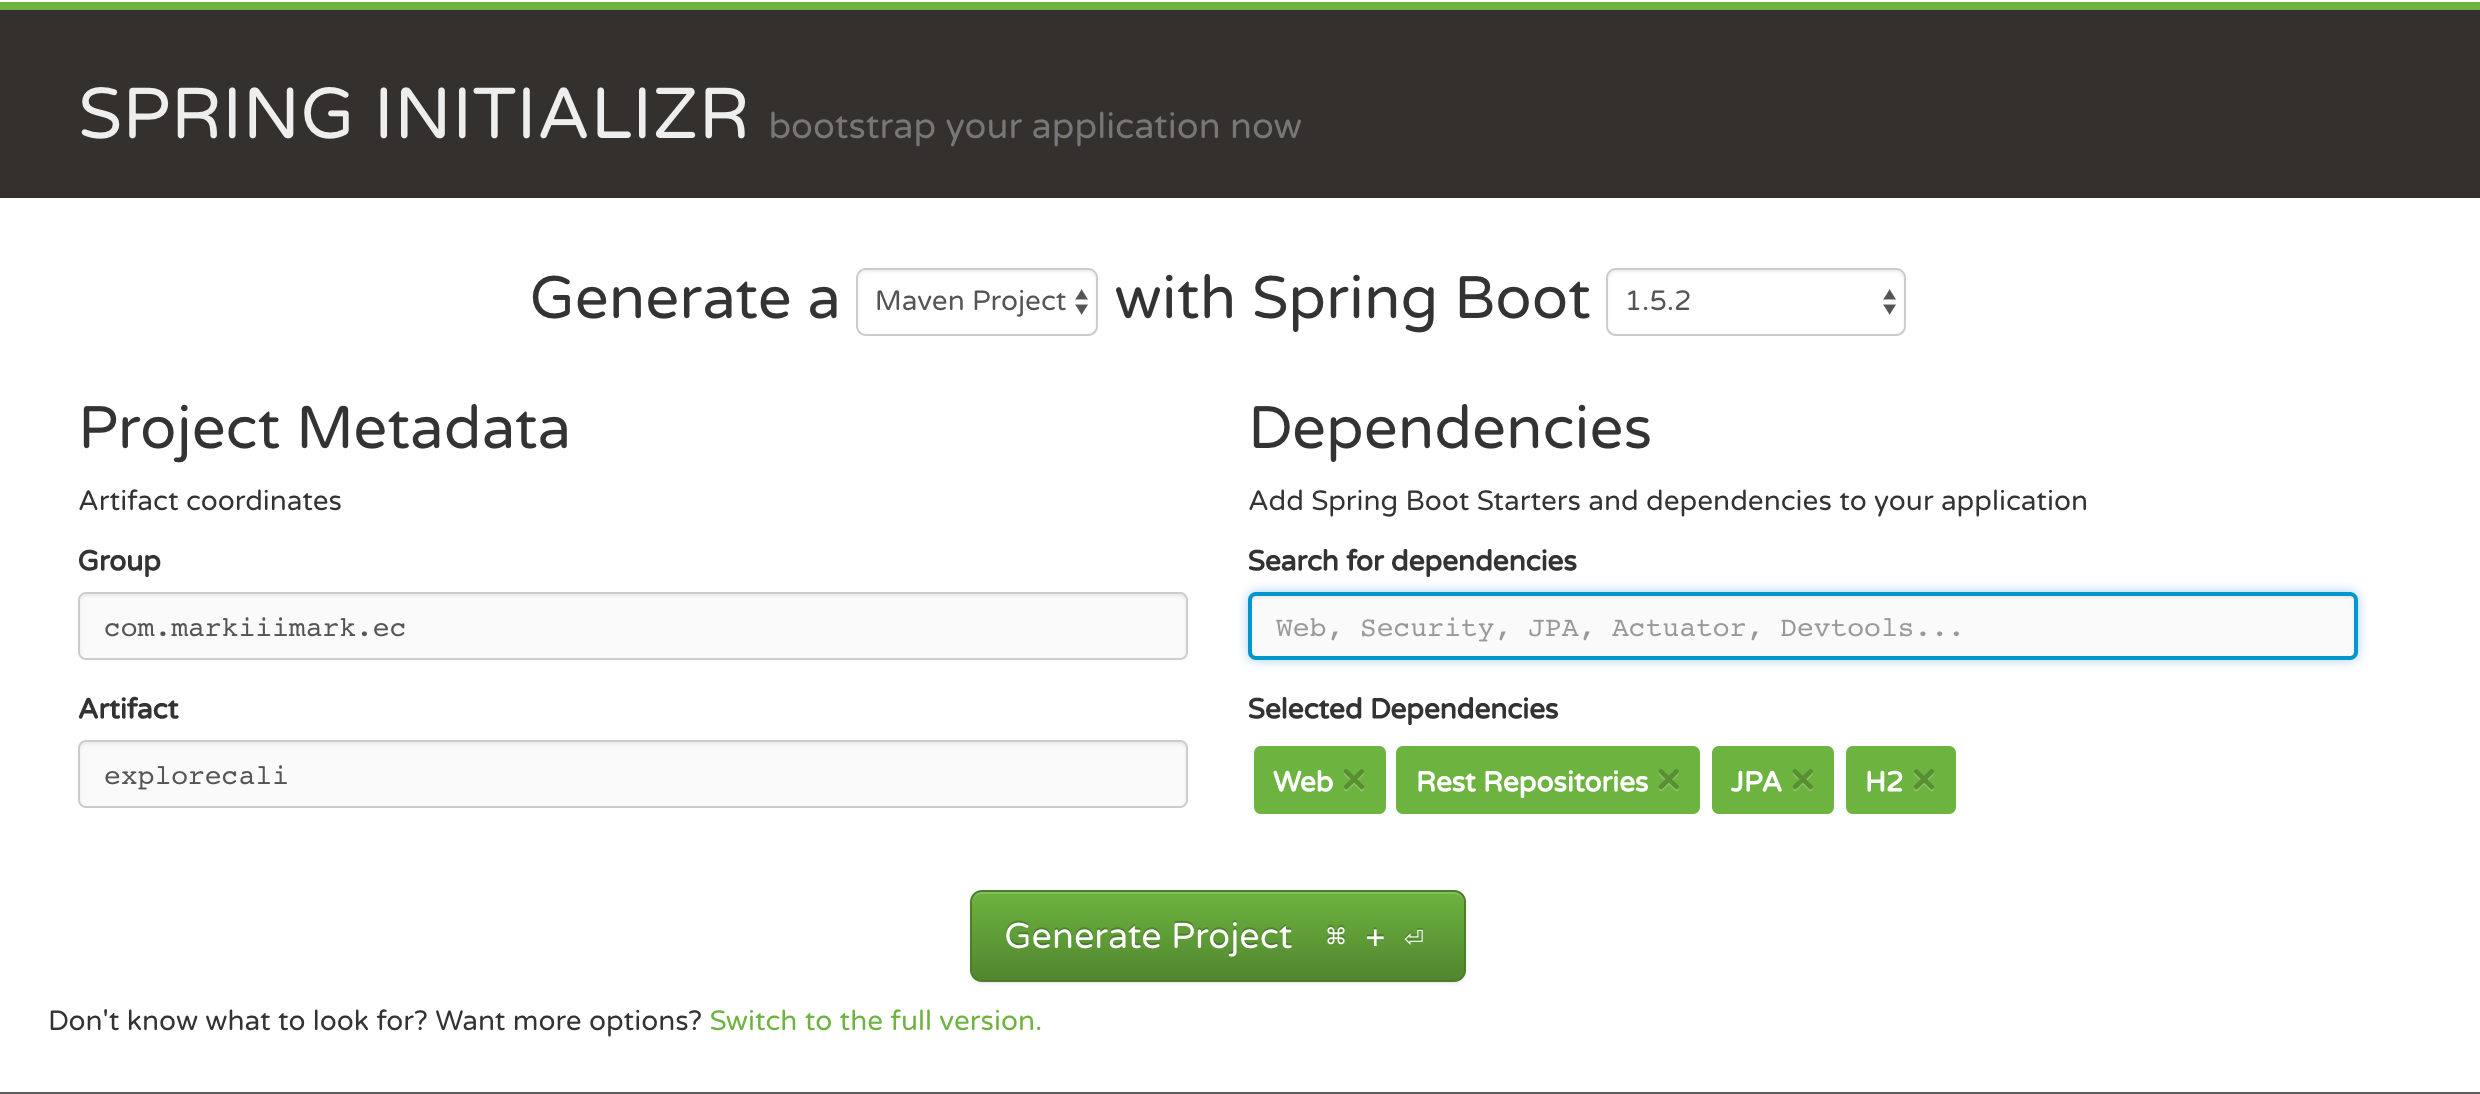 SPRING INITIALIZR bootstrap your application now
Generate a Maven Project with Spring Boot 1.5.2
Project Metadata
Artifact coordinates
Group
com.markiiimark.ec
Artifact
explorecali
Dependencies
Add Spring Boot Starters and dependencies to your application
Search for dependencies
Web, Security, JPA, Actuator, Devtools...
Selected Dependencies
Web Rest Repositories JPA H2
Generate Project ⌘ + ⏎
Don't know what to look for? Want more options? Switch to the full version.